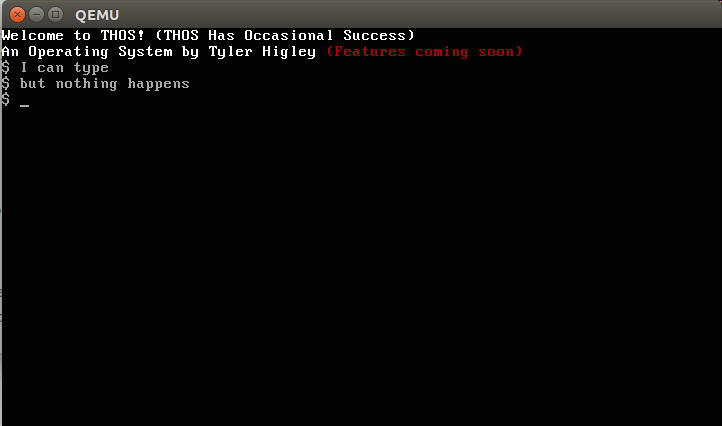 QEMU
Welcome to THOS! (THOS Has Occasional Success)
An Operating System by Tyler Higley (Features coming soon)
$ I can type
$ but nothing happens
$ _